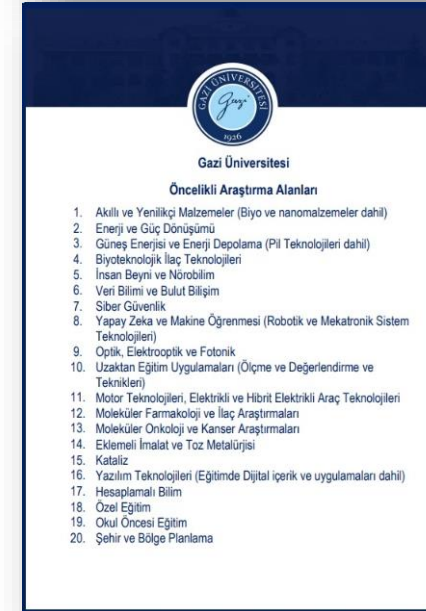 GAZİ ÜNİVERSİTESİ
Gazi
1926
Gazi Üniversitesi
Öncelikli Araştırma Alanları
1. Akıllı ve Yenilikçi Malzemeler (Biyo ve nanomalzemeler dahil)
2. Enerji ve Güç Dönüşümü
3. Güneş Enerjisi ve Enerji Depolama (Pil Teknolojileri dahil)
4. Biyoteknolojik İlaç Teknolojileri
5. İnsan Beyni ve Nörobilim
6. Veri Bilimi ve Bulut Bilişim
7. Siber Güvenlik
8. Yapay Zeka ve Makine Öğrenmesi (Robotik ve Mekatronik Sistem
Teknolojileri)
9. Optik, Elektrooptik ve Fotonik
10. Uzaktan Eğitim Uygulamaları (Ölçme ve Değerlendirme ve
Teknikleri)
11. Motor Teknolojileri, Elektrikli ve Hibrit Elektrikli Araç Teknolojileri
12. Moleküler Farmakoloji ve İlaç Araştırmaları
13. Moleküler Onkoloji ve Kanser Araştırmaları
14. Eklemeli İmalat ve Toz Metalürjisi
15. Kataliz
16. Yazılım Teknolojileri (Eğitimde Dijital içerik ve uygulamaları dahil)
17. Hesaplamalı Bilim
18. Özel Eğitim
19. Okul Öncesi Eğitim
20. Şehir ve Bölge Planlama